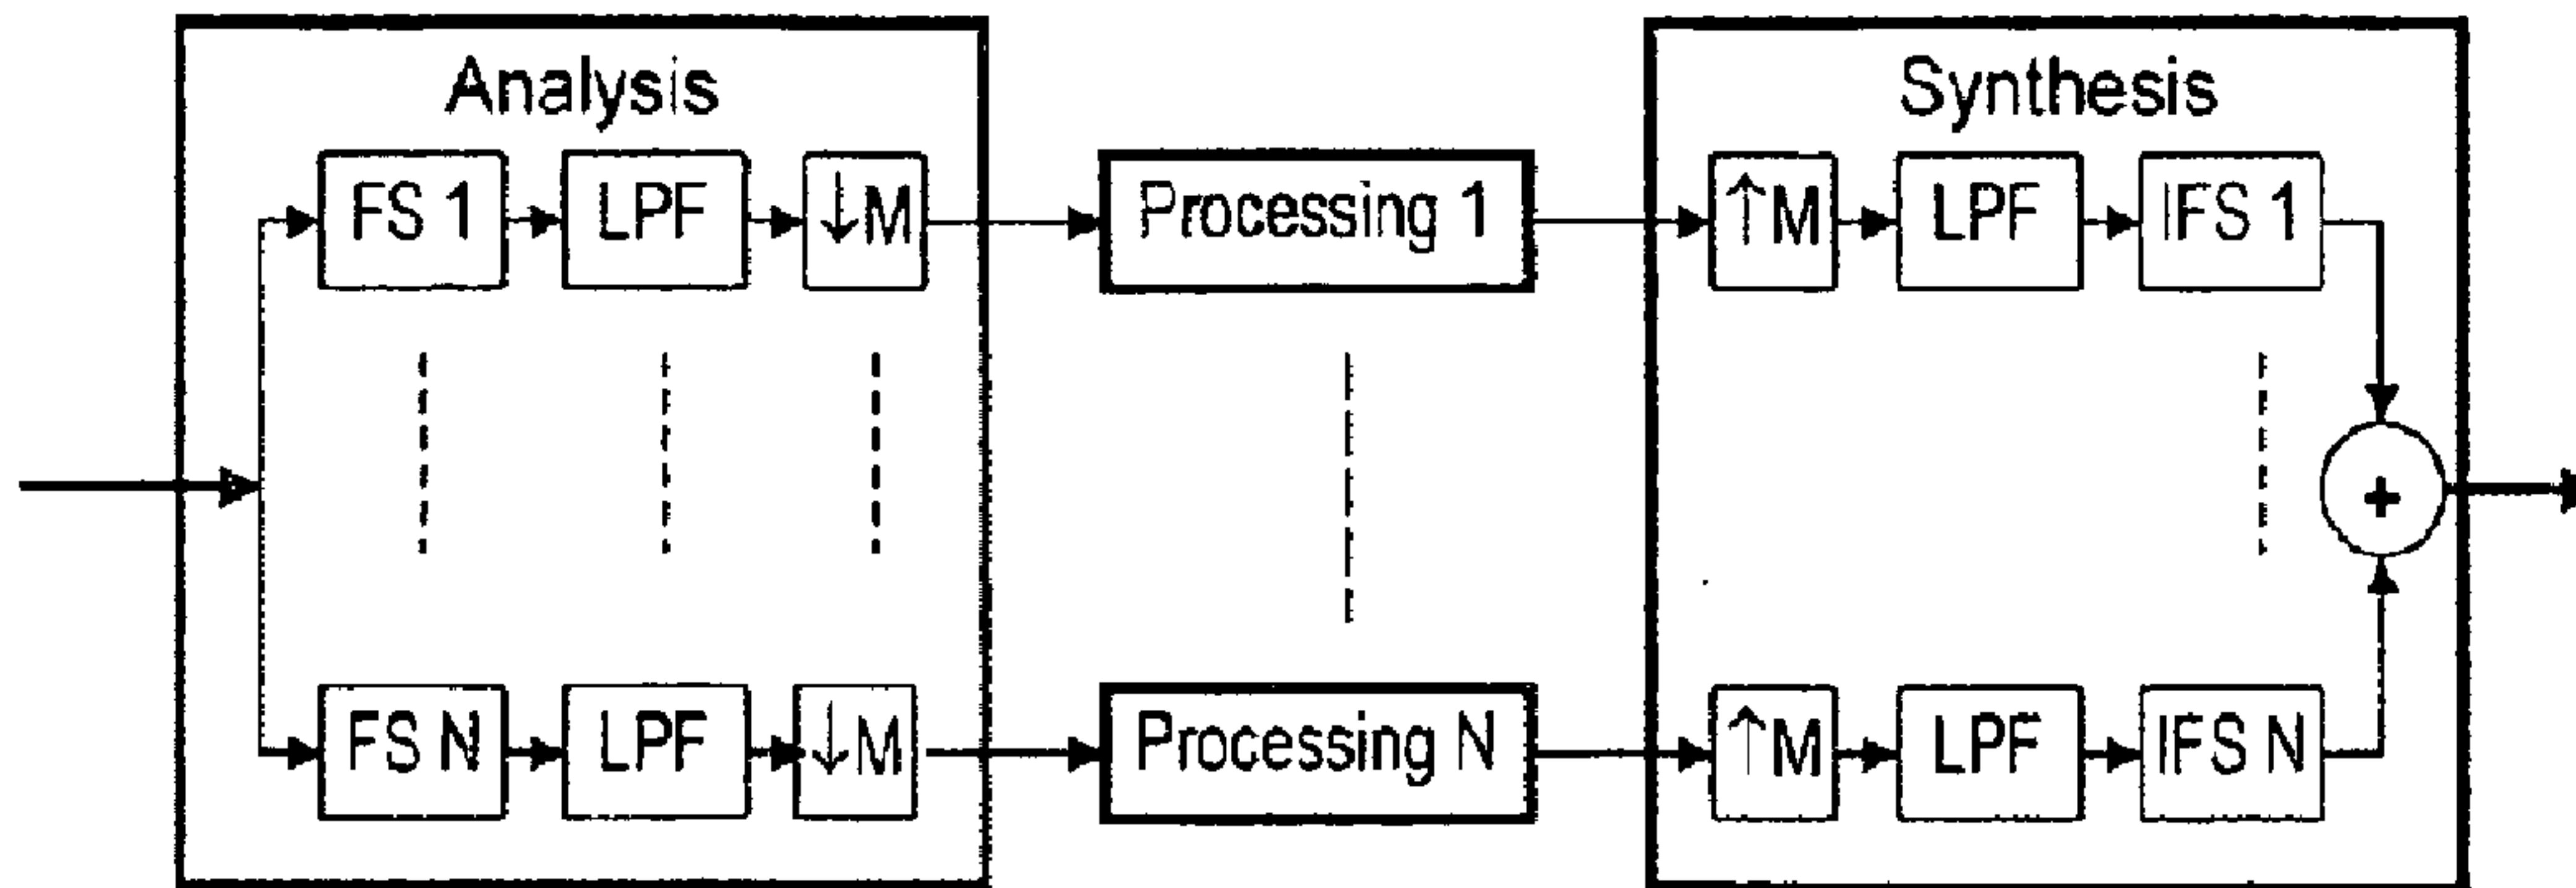 Analysis Synthesis
FS 1 LPF ↓M Processing 1 ↑M LPF IFS 1
+
FS N LPF ↓M Processing N ↑M LPF IFS N